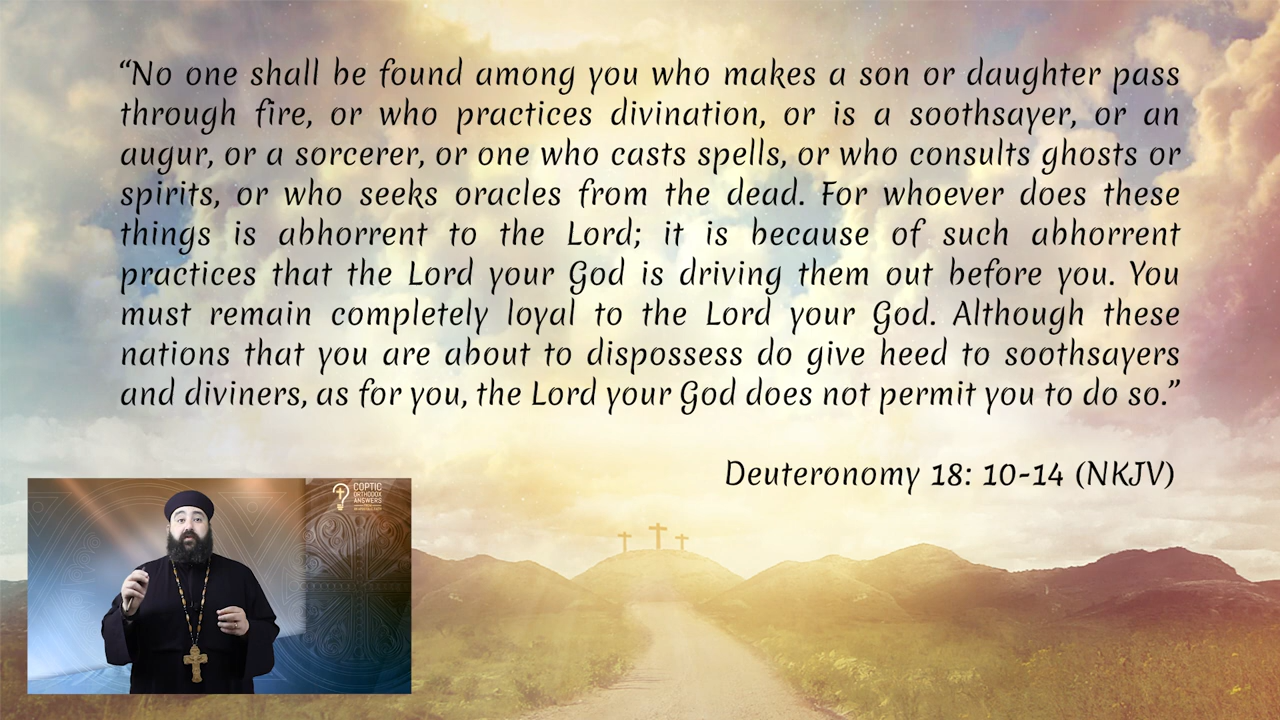 “No one shall be found among you who makes a son or daughter pass
through fire, or who practices divination, or is a soothsayer, or an
augur, or a sorcerer, or one who casts spells, or who consults ghosts or
spirits, or who seeks oracles from the dead. For whoever does these
things is abhorrent to the Lord; it is because of such abhorrent
practices that the Lord your God is driving them out before you. You
must remain completely loyal to the Lord your God. Although these
nations that you are about to dispossess do give heed to soothsayers
and diviners, as for you, the Lord your God does not permit you to do so.”
Deuteronomy 18: 10-14 (NKJV)
COPTIC
ORTHODOX
ANSWERS